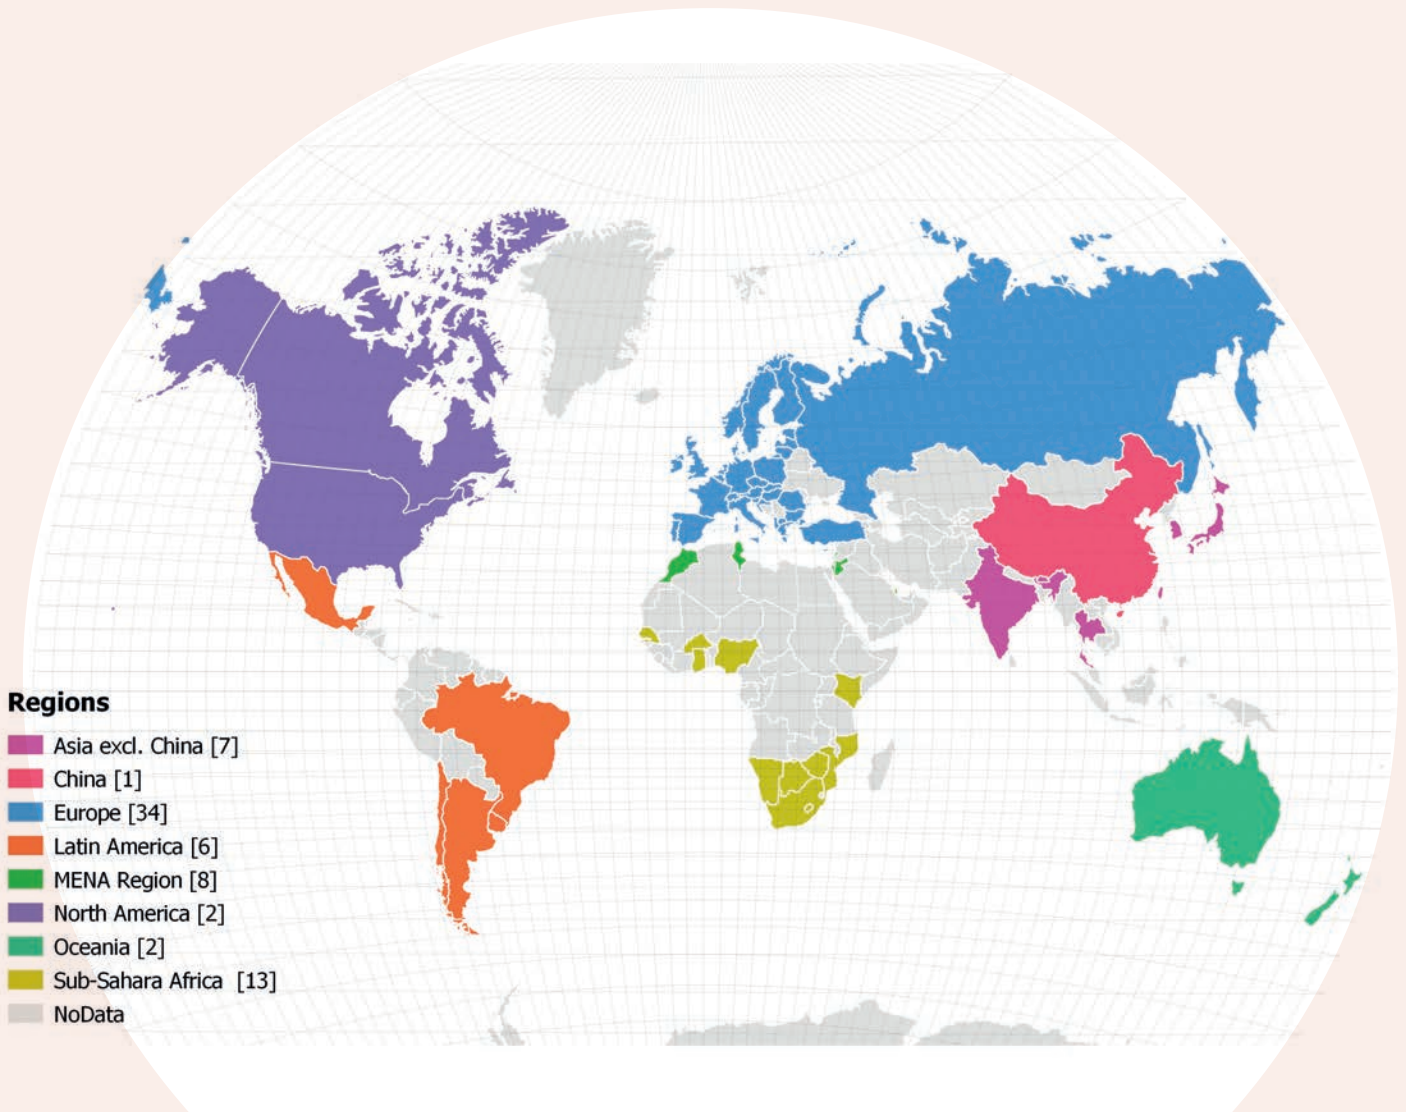 Regions
Asia excl. China [7]
China [1]
Europe [34]
Latin America [6]
MENA Region [8]
North America [2]
Oceania [2]
Sub-Sahara Africa [13]
NoData